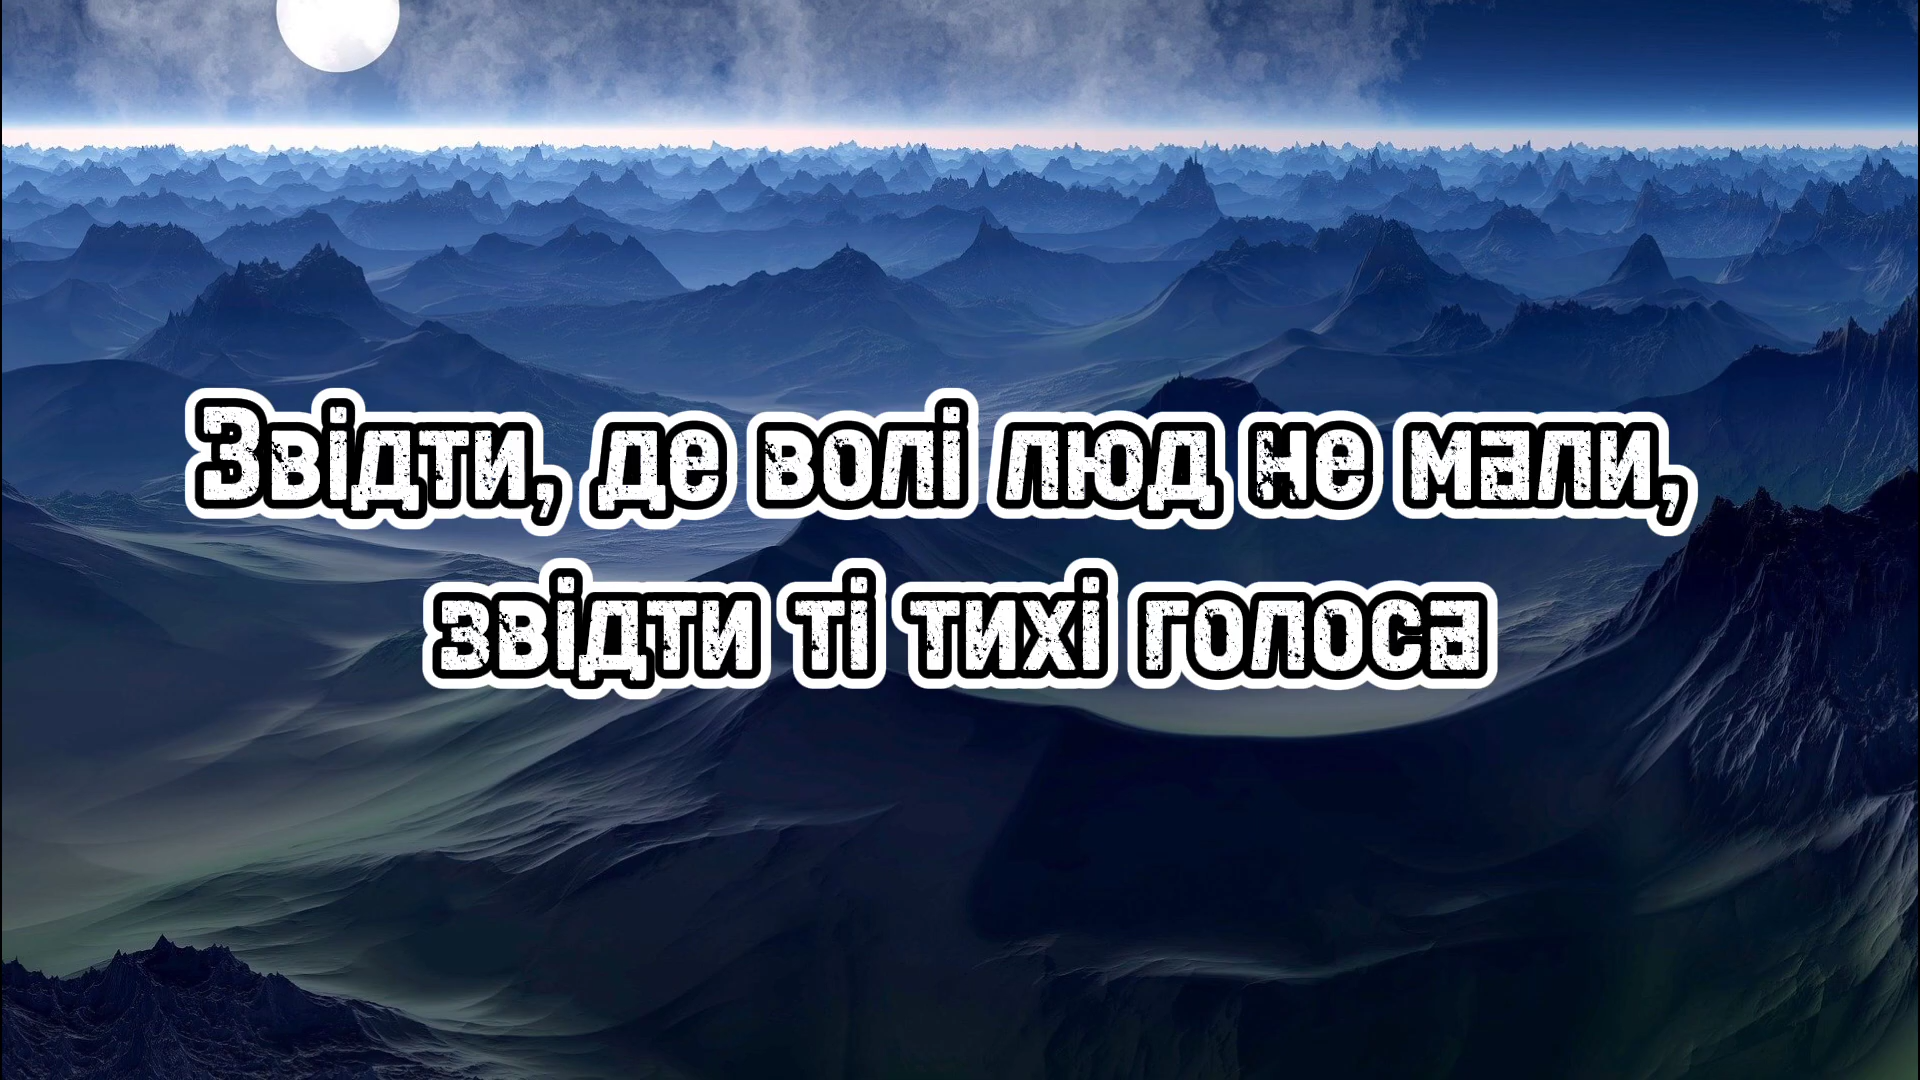 Звідти, де волі люд не мали,
звідти ті тихі голоса